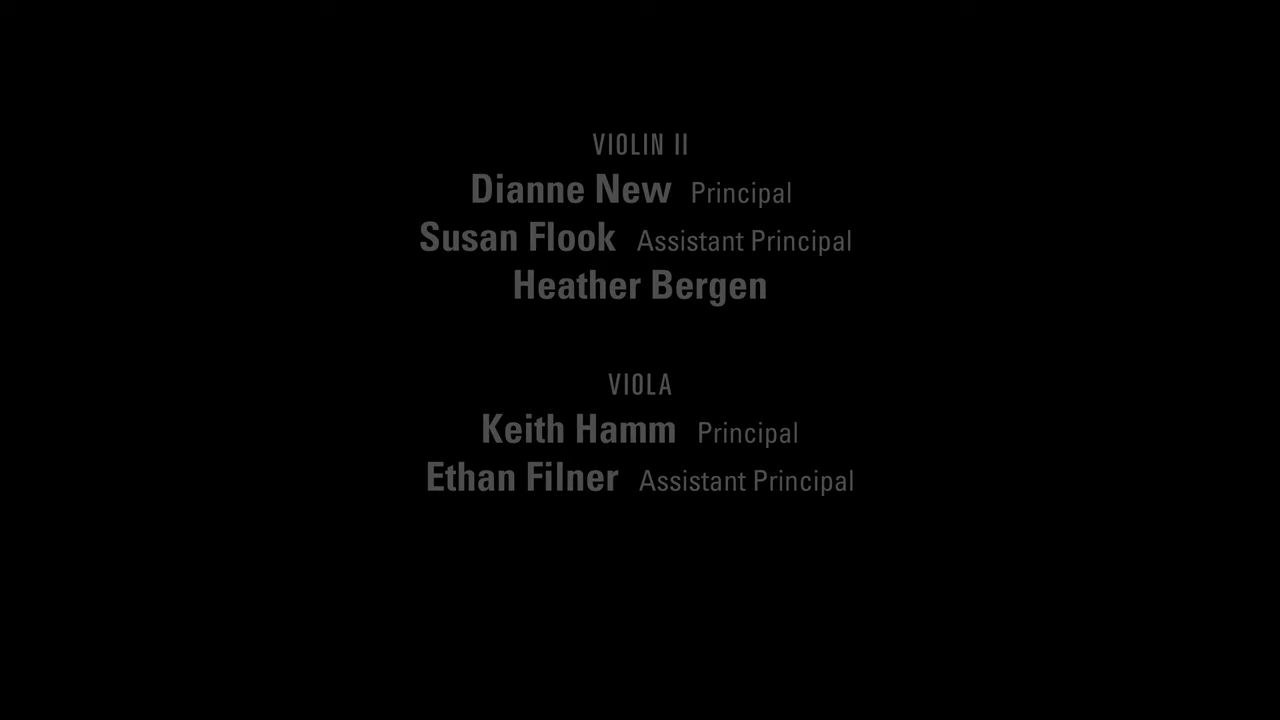 VIOLIN II
Dianne New Principal
Susan Flook Assistant Principal
Heather Bergen
VIOLA
Keith Hamm Principal
Ethan Filner Assistant Principal